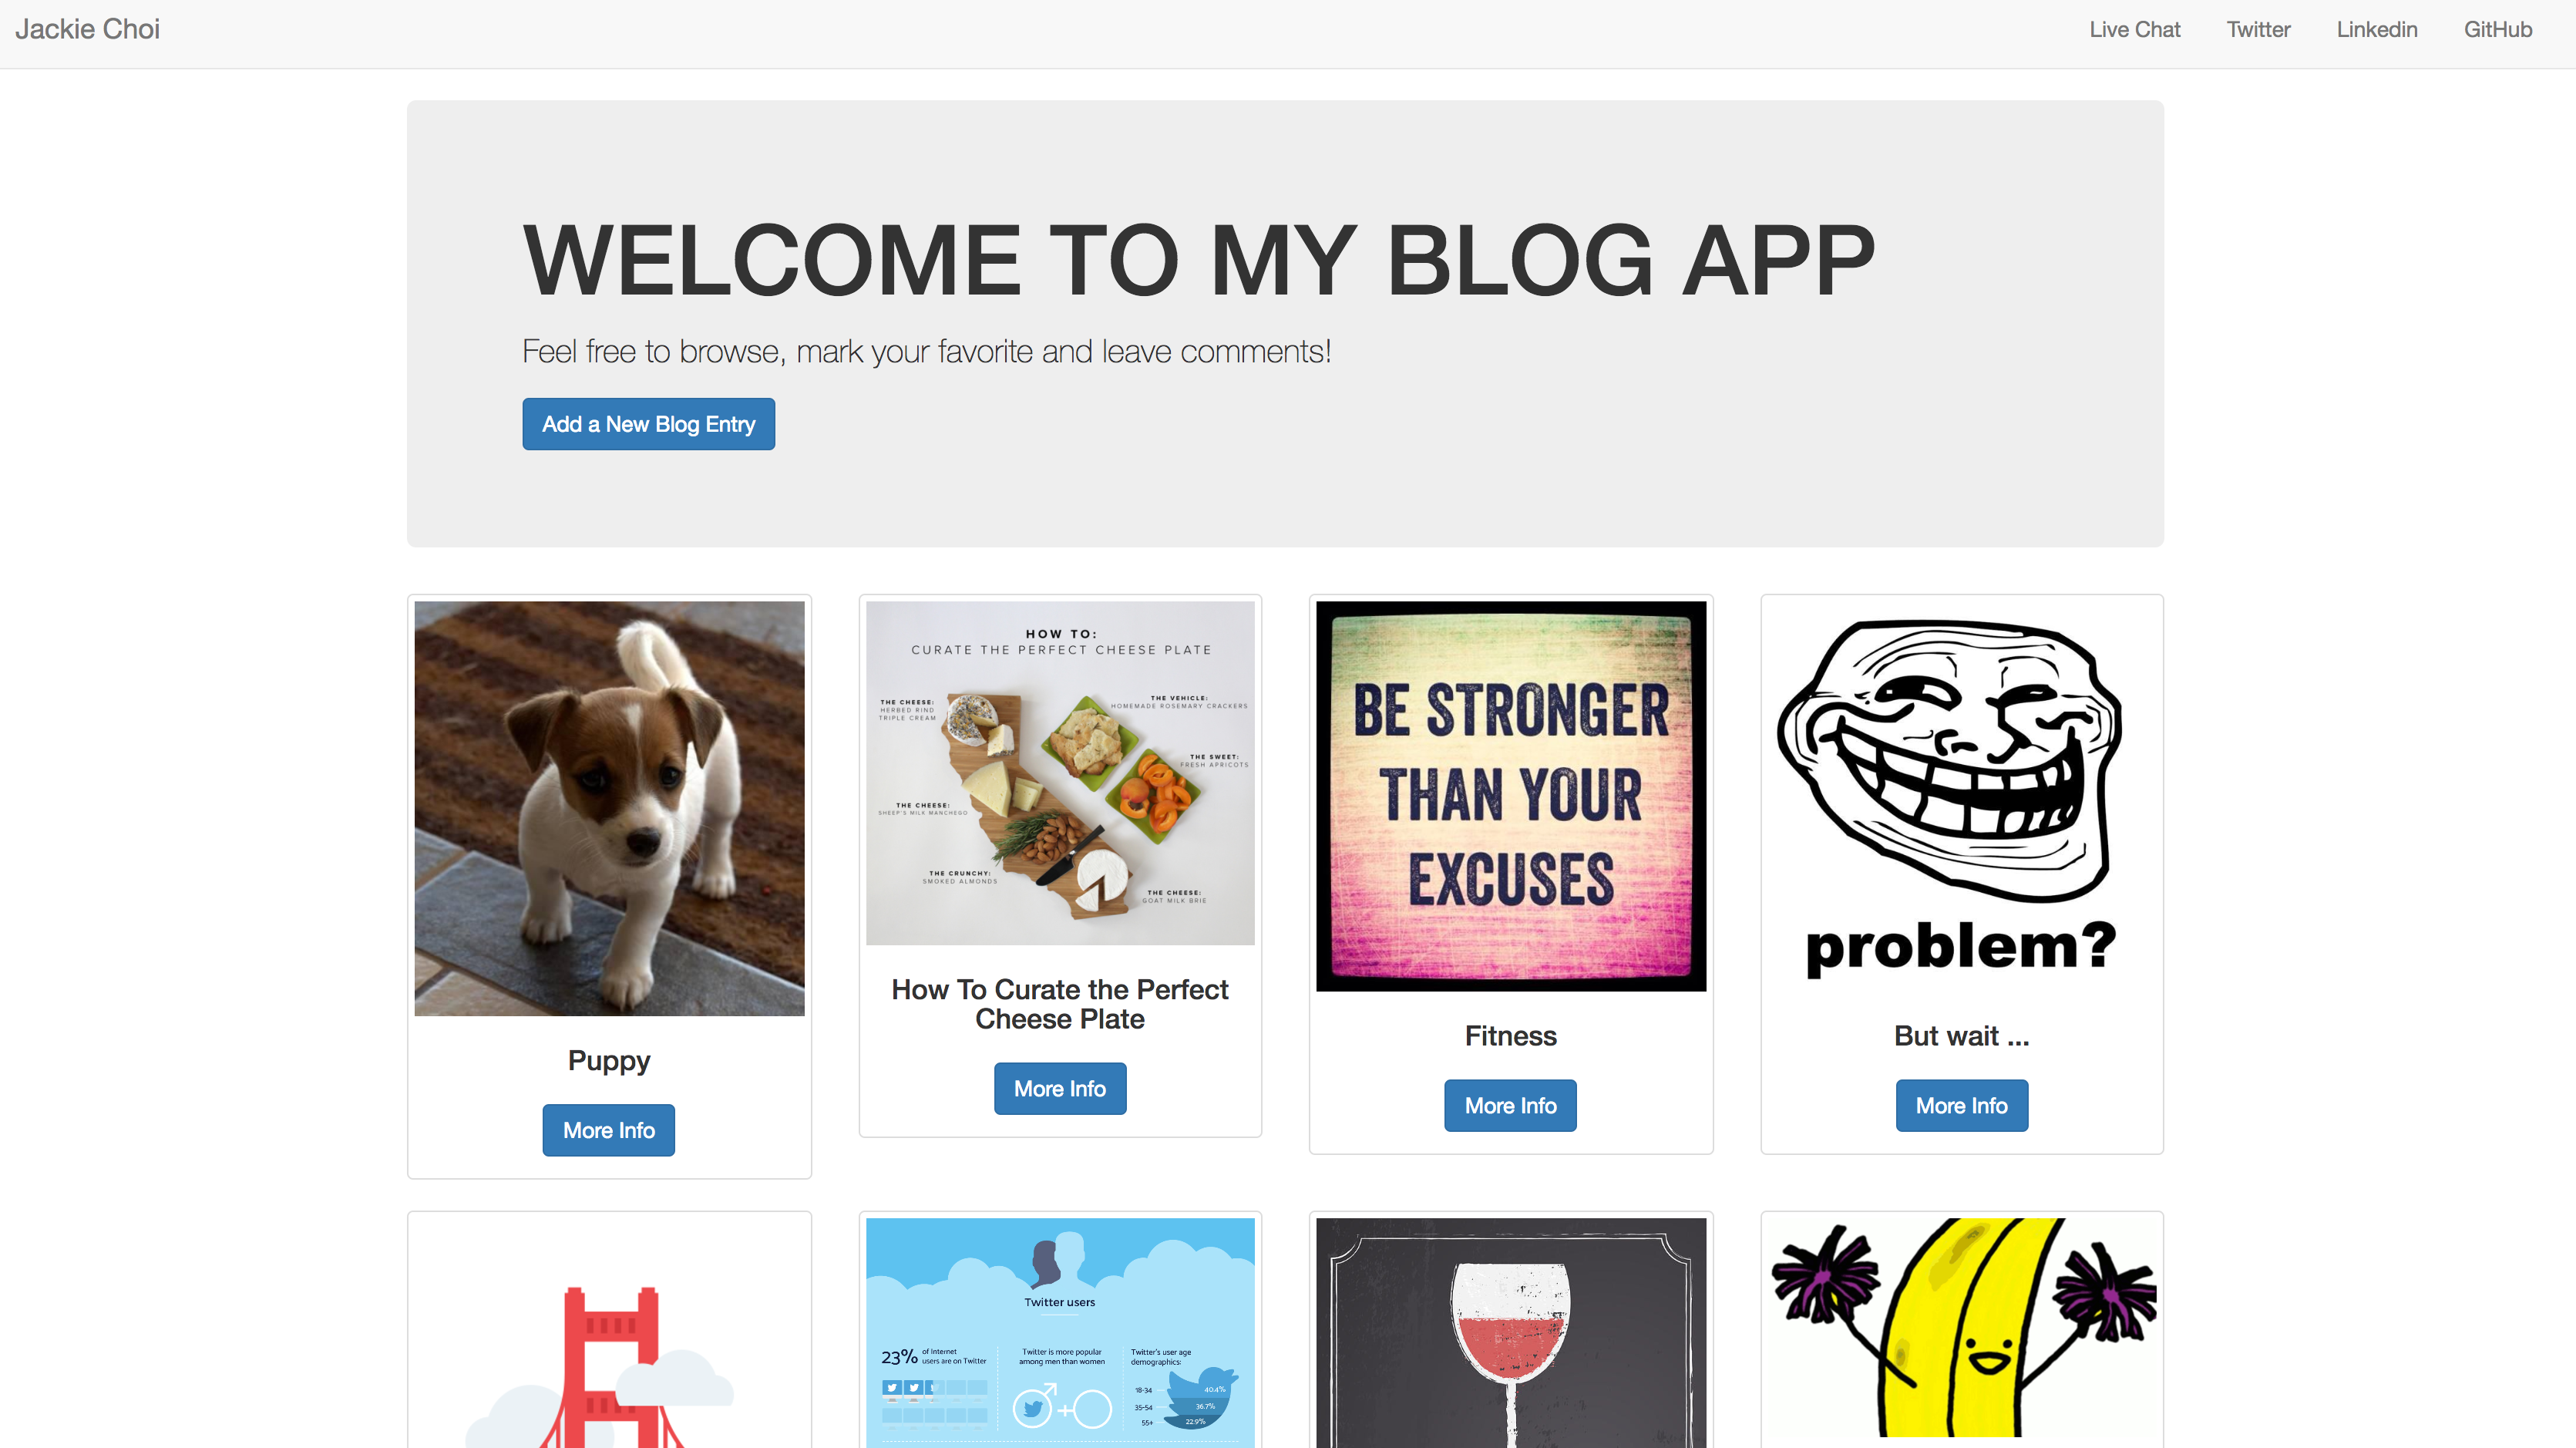 Jackie Choi
Live Chat
Twitter
Linkedin
GitHub
WELCOME TO MY BLOG APP
Feel free to browse, mark your favorite and leave comments!
Add a New Blog Entry
HOW TO:
CURATE THE PERFECT CHEESE PLATE
THE CHEESE:
HERBED RIND
TRIPLE CREAM
THE VEHICLE:
HOMEMADE ROSEMARY CRACKERS
THE SWEET:
FRESH APRICOTS
THE CHEESE:
SHEEP'S MILK MANCHEGO
THE CRUNCHY:
SMOKED ALMONDS
THE CHEESE:
GOAT MILK BRIE
BE STRONGER
THAN YOUR
EXCUSES
problem?
Puppy
More Info
How To Curate the Perfect
Cheese Plate
More Info
Fitness
More Info
But wait ...
More Info
Twitter users
23%
of Internet
users are on Twitter
Twitter is more popular
among men than women
Twitter's user age
demographics:
18-34
40.4%
35-54
36.7%
55+
22.9%